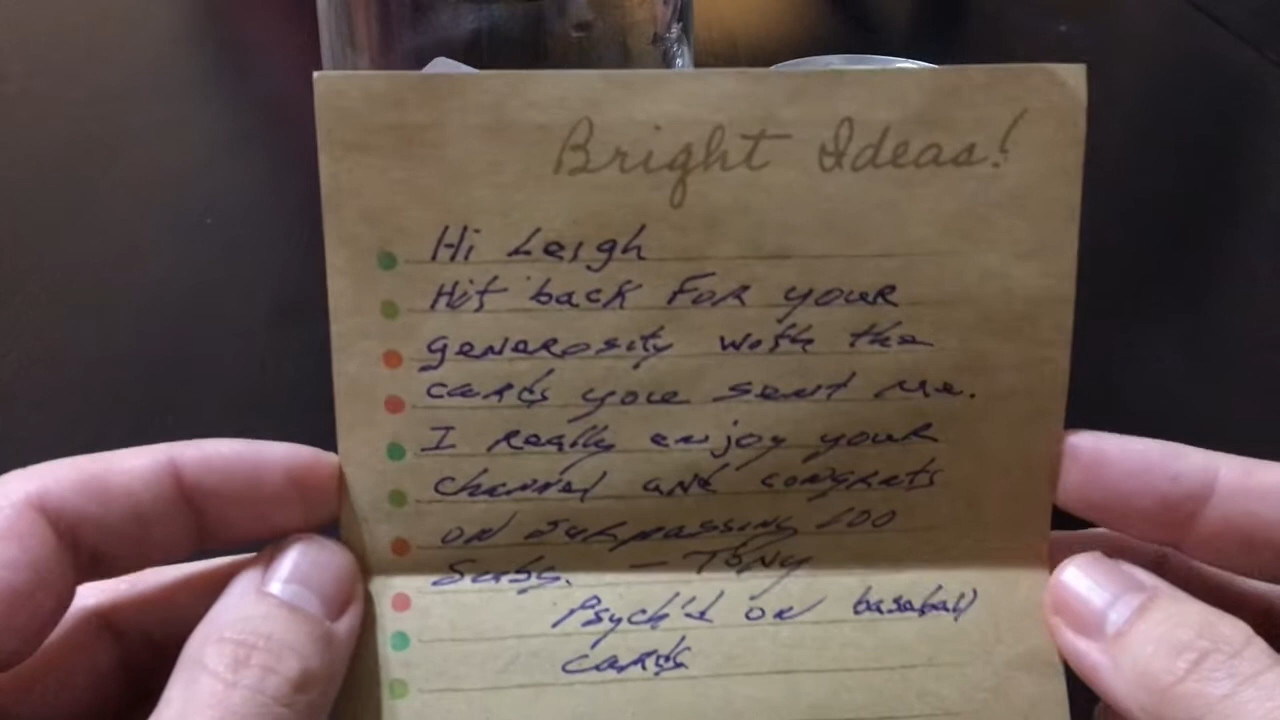 Bright Ideas!
Hi Leigh
Hit back For your
generosity with the
cards you sent me.
I really enjoy your
channel and congrats
on surpassing 100
Subs. - Tony
Psych'd on baseball
cards